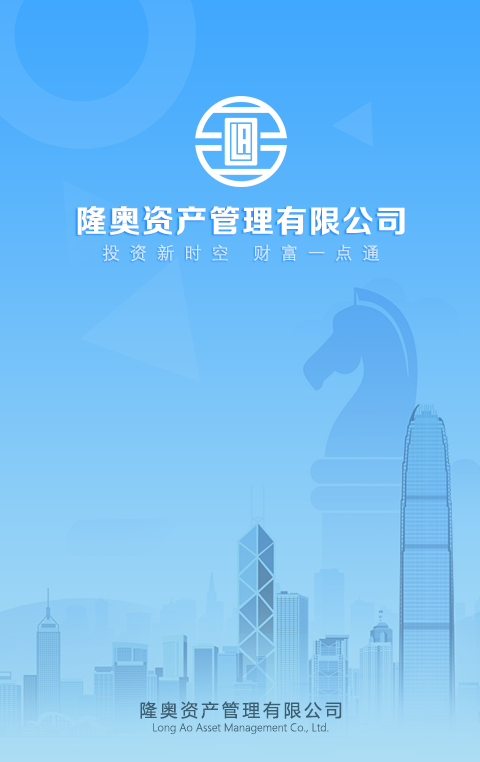 隆奥资产管理有限公司
投资新时空 财富一点通
隆奥资产管理有限公司
Long Ao Asset Management Co., Ltd.